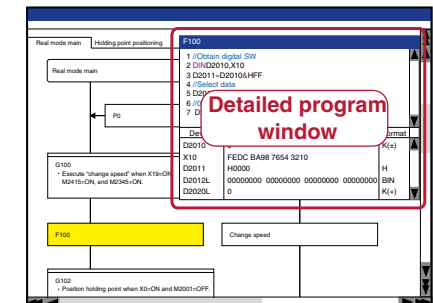 Real mode main
Holding point positioning
F100
Real mode main
1 //Obtain digital SW
2 DIND2010,X10
3 D2011=D2010&HFF
4 //Select data
5 D20
6 //0
7 D
Detailed program window
P0
De
ormat
D2010 K(±)
X10 FEDC BA98 7654 3210
D2011 H0000 H
D2012L 00000000 00000000 00000000 00000000 BIN
D2020L 0 K(+)
G100
・Execute "change speed" when X19=ON, M2415=ON, and M2345=ON.
F100
Change speed
G102
・Position holding point when X0=ON and M2001=OFF.